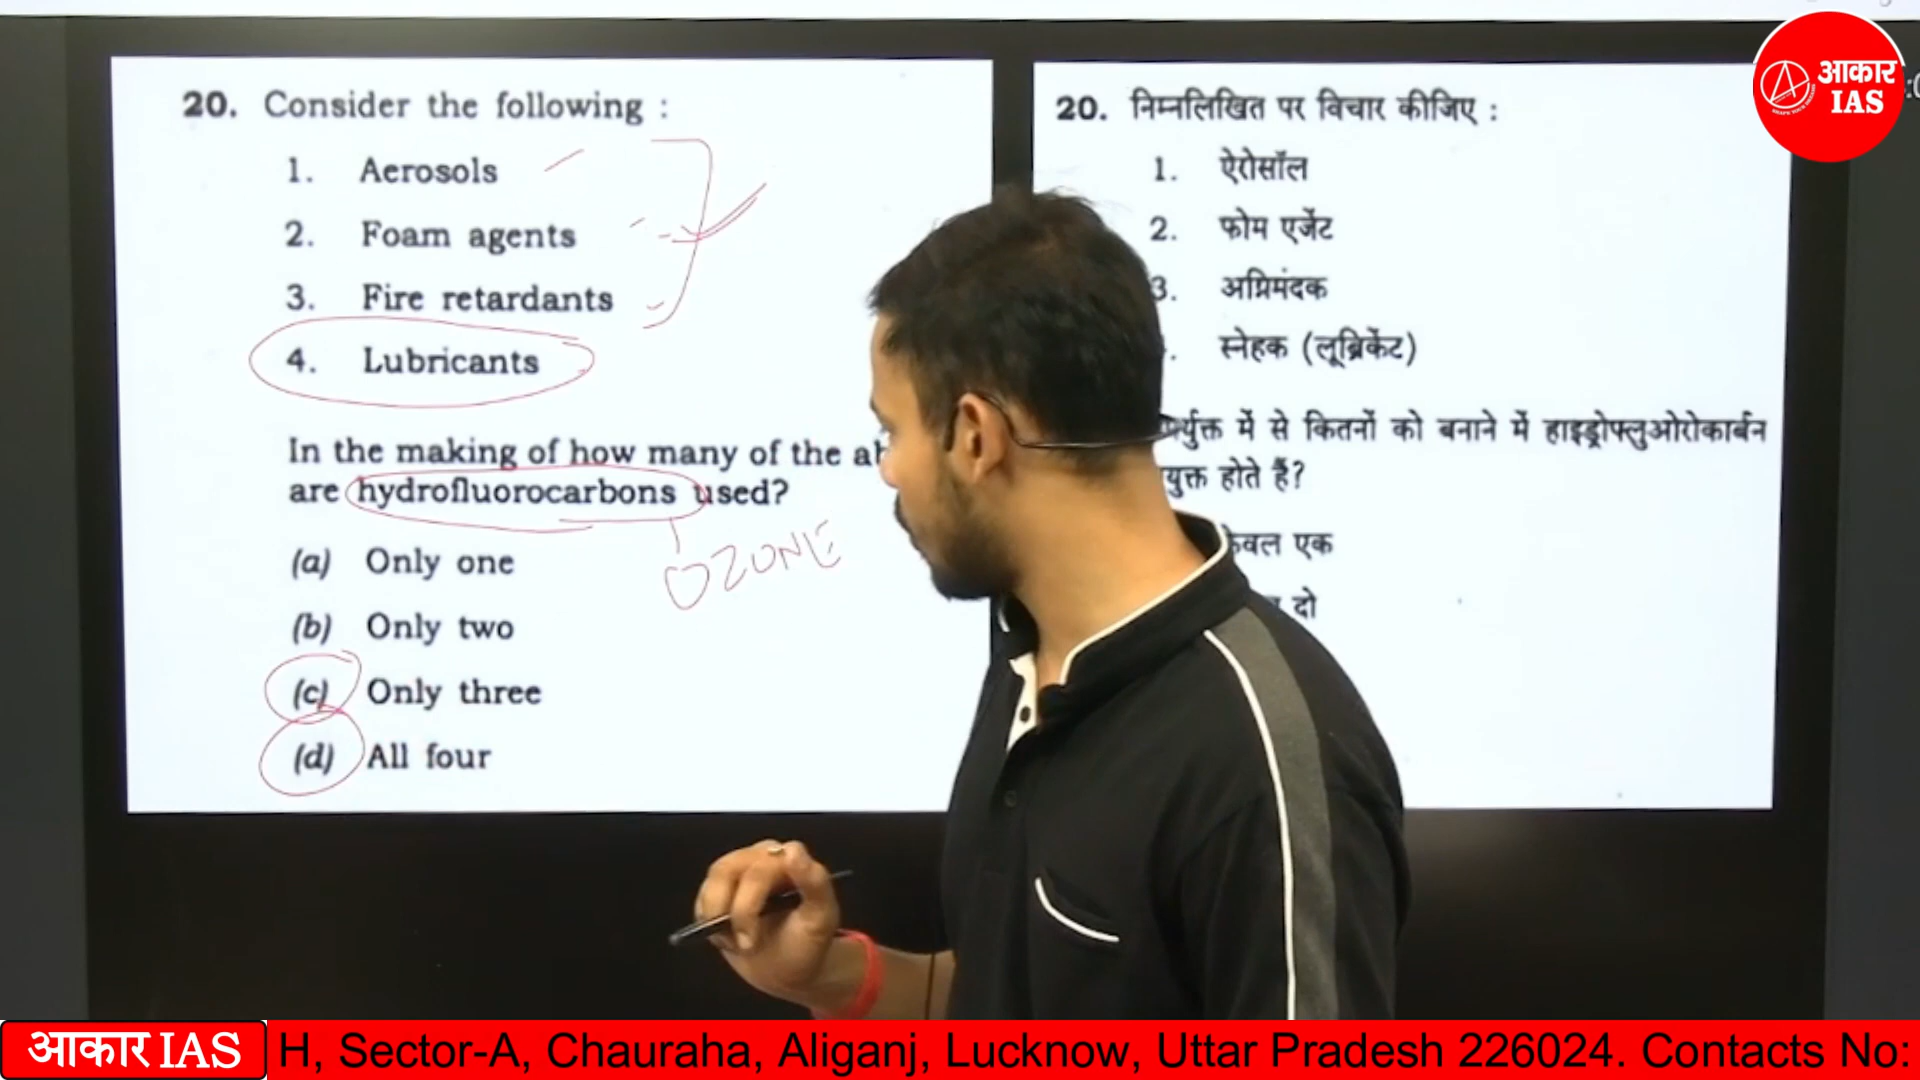 20. Consider the following :
1. Aerosols
2. Foam agents
3. Fire retardants
4. Lubricants
In the making of how many of the
are hydrofluorocarbons used?
OZONE
(a) Only one
(b) Only two
(c) Only three
(d) All four
20. निम्नलिखित पर विचार कीजिए :
1. ऐरोसॉल
2. फोम एजेंट
3. अग्निमंदक
स्नेहक (लूब्रिकेंट)
में से कितनों को बनाने में हाइड्रोफ्लुओरोकार्बन
होते हैं?
एक
दो
आकार
IAS
आकार IAS
H, Sector-A, Chauraha, Aliganj, Lucknow, Uttar Pradesh 226024. Contacts No: